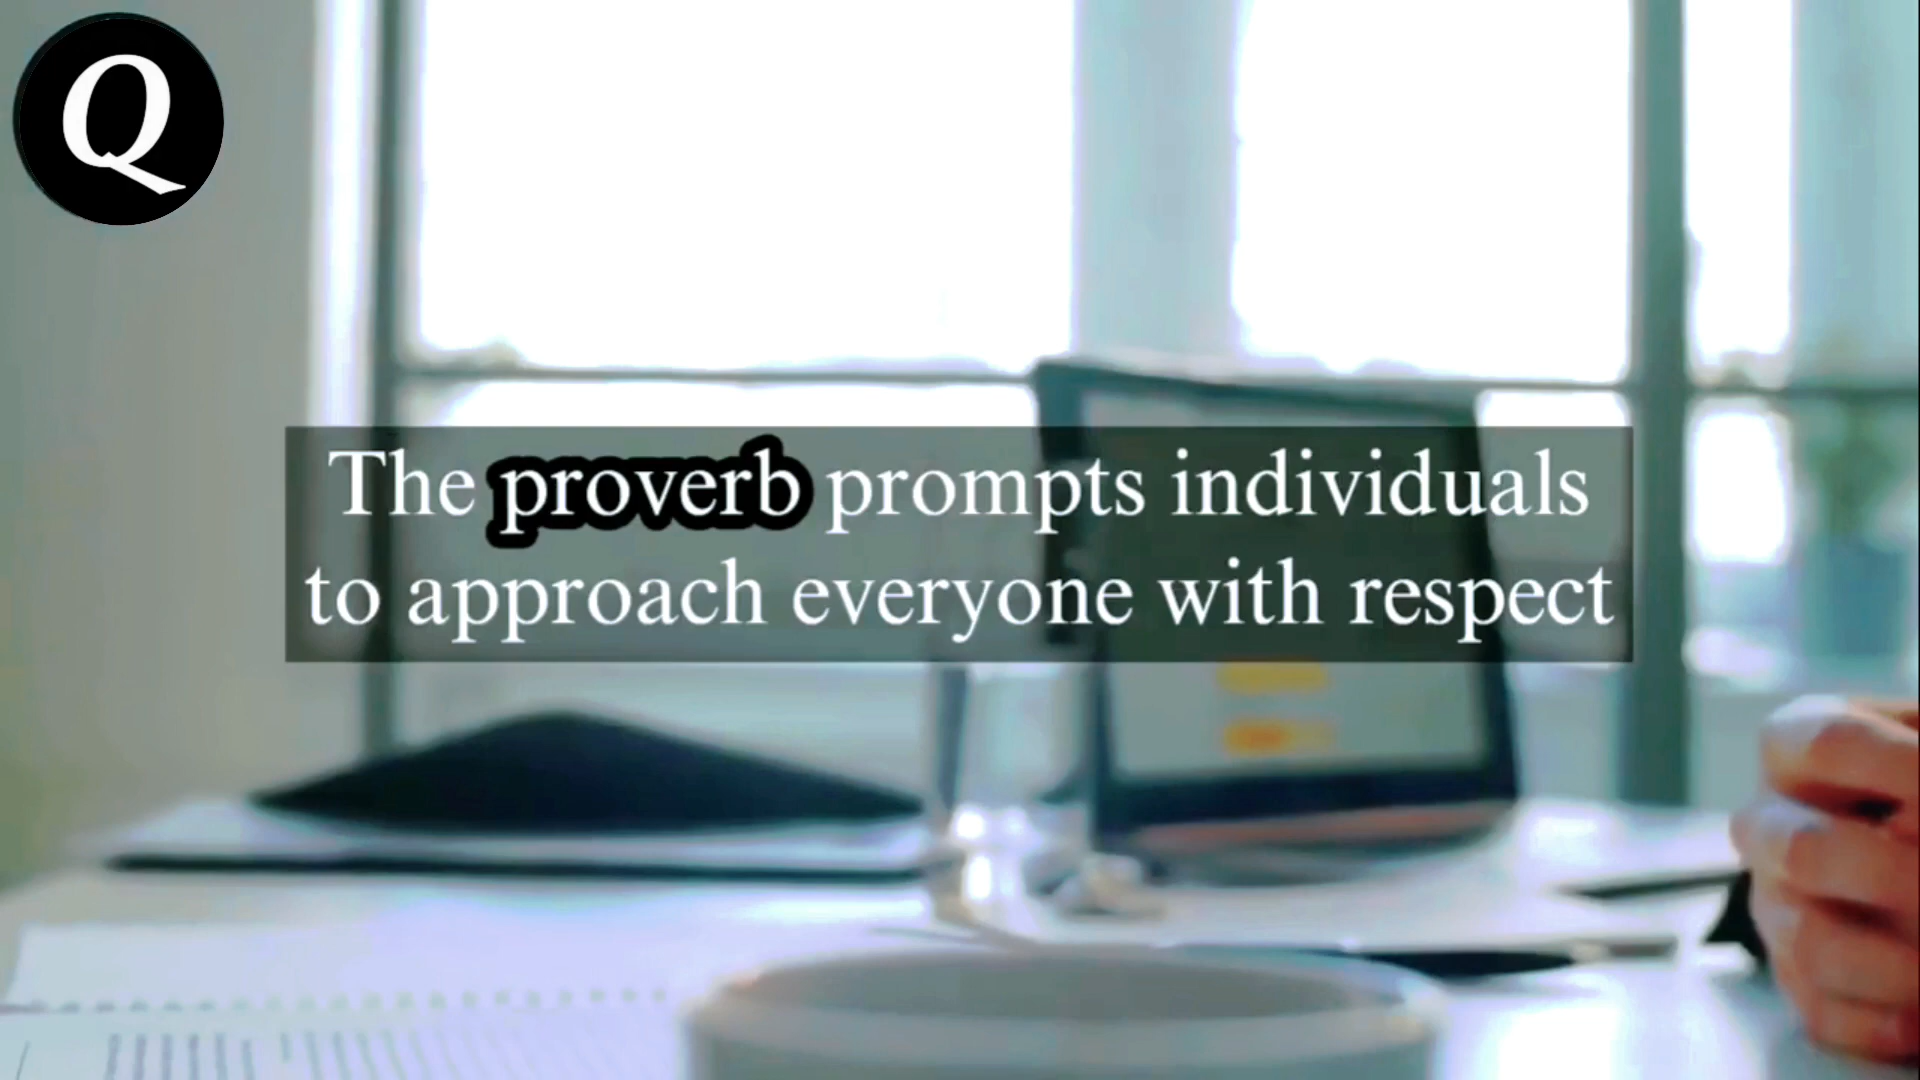 Q
The proverb prompts individuals
to approach everyone with respect